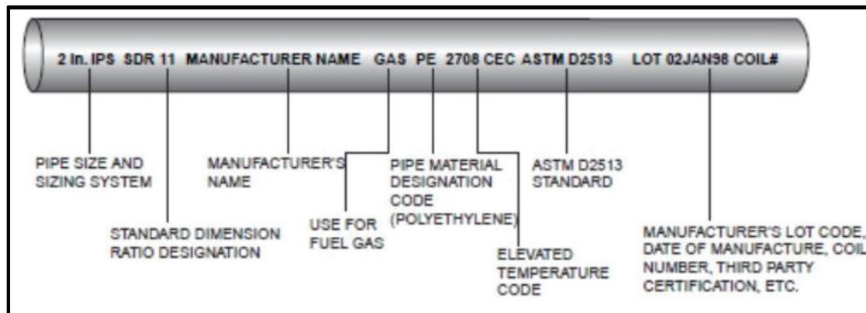 2 In. IPS SDR 11 MANUFACTURER NAME GAS PE 2708 CEC ASTM D2513 LOT 02JAN98 COIL#
PIPE SIZE AND
SIZING SYSTEM
MANUFACTURER'S
NAME
PIPE MATERIAL
DESIGNATION
CODE
(POLYETHYLENE)
ASTM D2513
STANDARD
STANDARD DIMENSION
RATIO DESIGNATION
USE FOR
FUEL GAS
ELEVATED
TEMPERATURE
CODE
MANUFACTURER'S LOT CODE,
DATE OF MANUFACTURE, COIL
NUMBER, THIRD PARTY
CERTIFICATION, ETC.